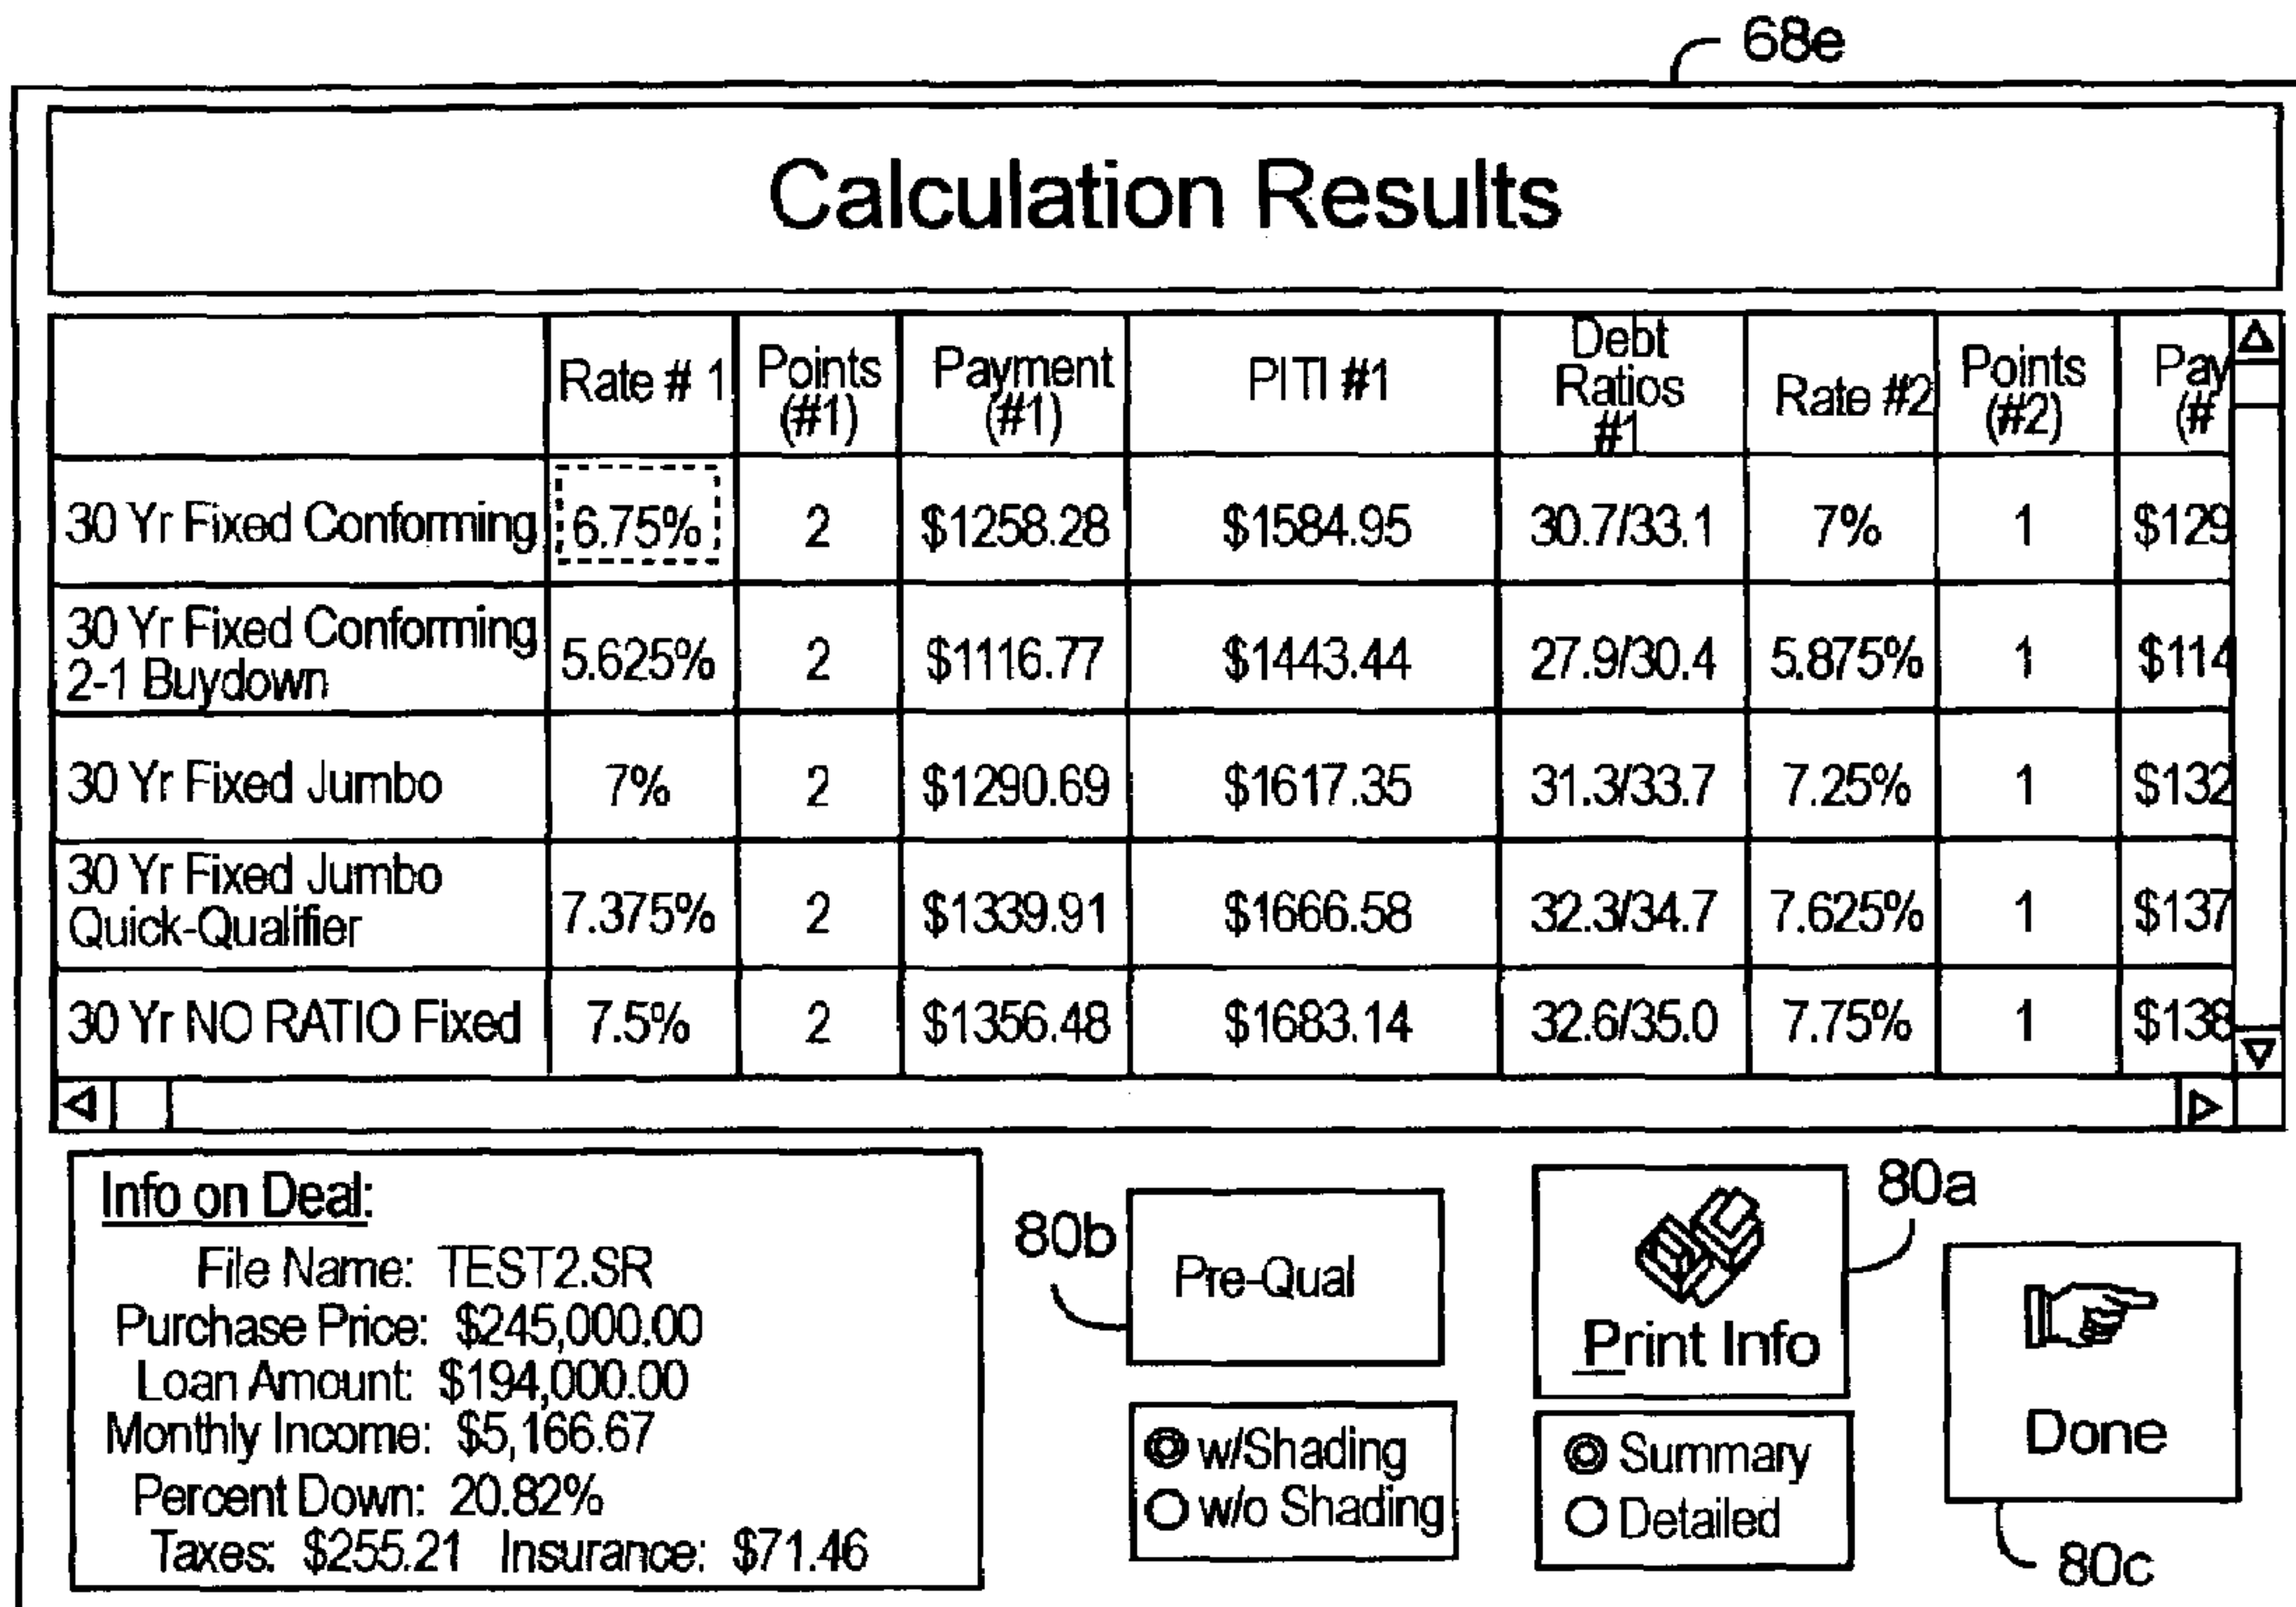 68e
Calculation Results
Rate # 1 Points (#1) Payment (#1) PITI #1 Debt Ratios #1 Rate #2 Points (#2) Pay (#
30 Yr Fixed Conforming 6.75% 2 $1258.28 $1584.95 30.7/33.1 7% 1 $129
30 Yr Fixed Conforming 2-1 Buydown 5.625% 2 $1116.77 $1443.44 27.9/30.4 5.875% 1 $114
30 Yr Fixed Jumbo 7% 2 $1290.69 $1617.35 31.3/33.7 7.25% 1 $132
30 Yr Fixed Jumbo Quick-Qualifier 7.375% 2 $1339.91 $1666.58 32.3/34.7 7.625% 1 $137
30 Yr NO RATIO Fixed 7.5% 2 $1356.48 $1683.14 32.6/35.0 7.75% 1 $138
Info on Deal:
File Name: TEST2.SR
Purchase Price: $245,000.00
Loan Amount: $194,000.00
Monthly Income: $5,166.67
Percent Down: 20.82%
Taxes: $255.21 Insurance: $71.46
80b
Pre-Qual
w/Shading
w/o Shading
80a
Print Info
Summary
Detailed
Done
80c